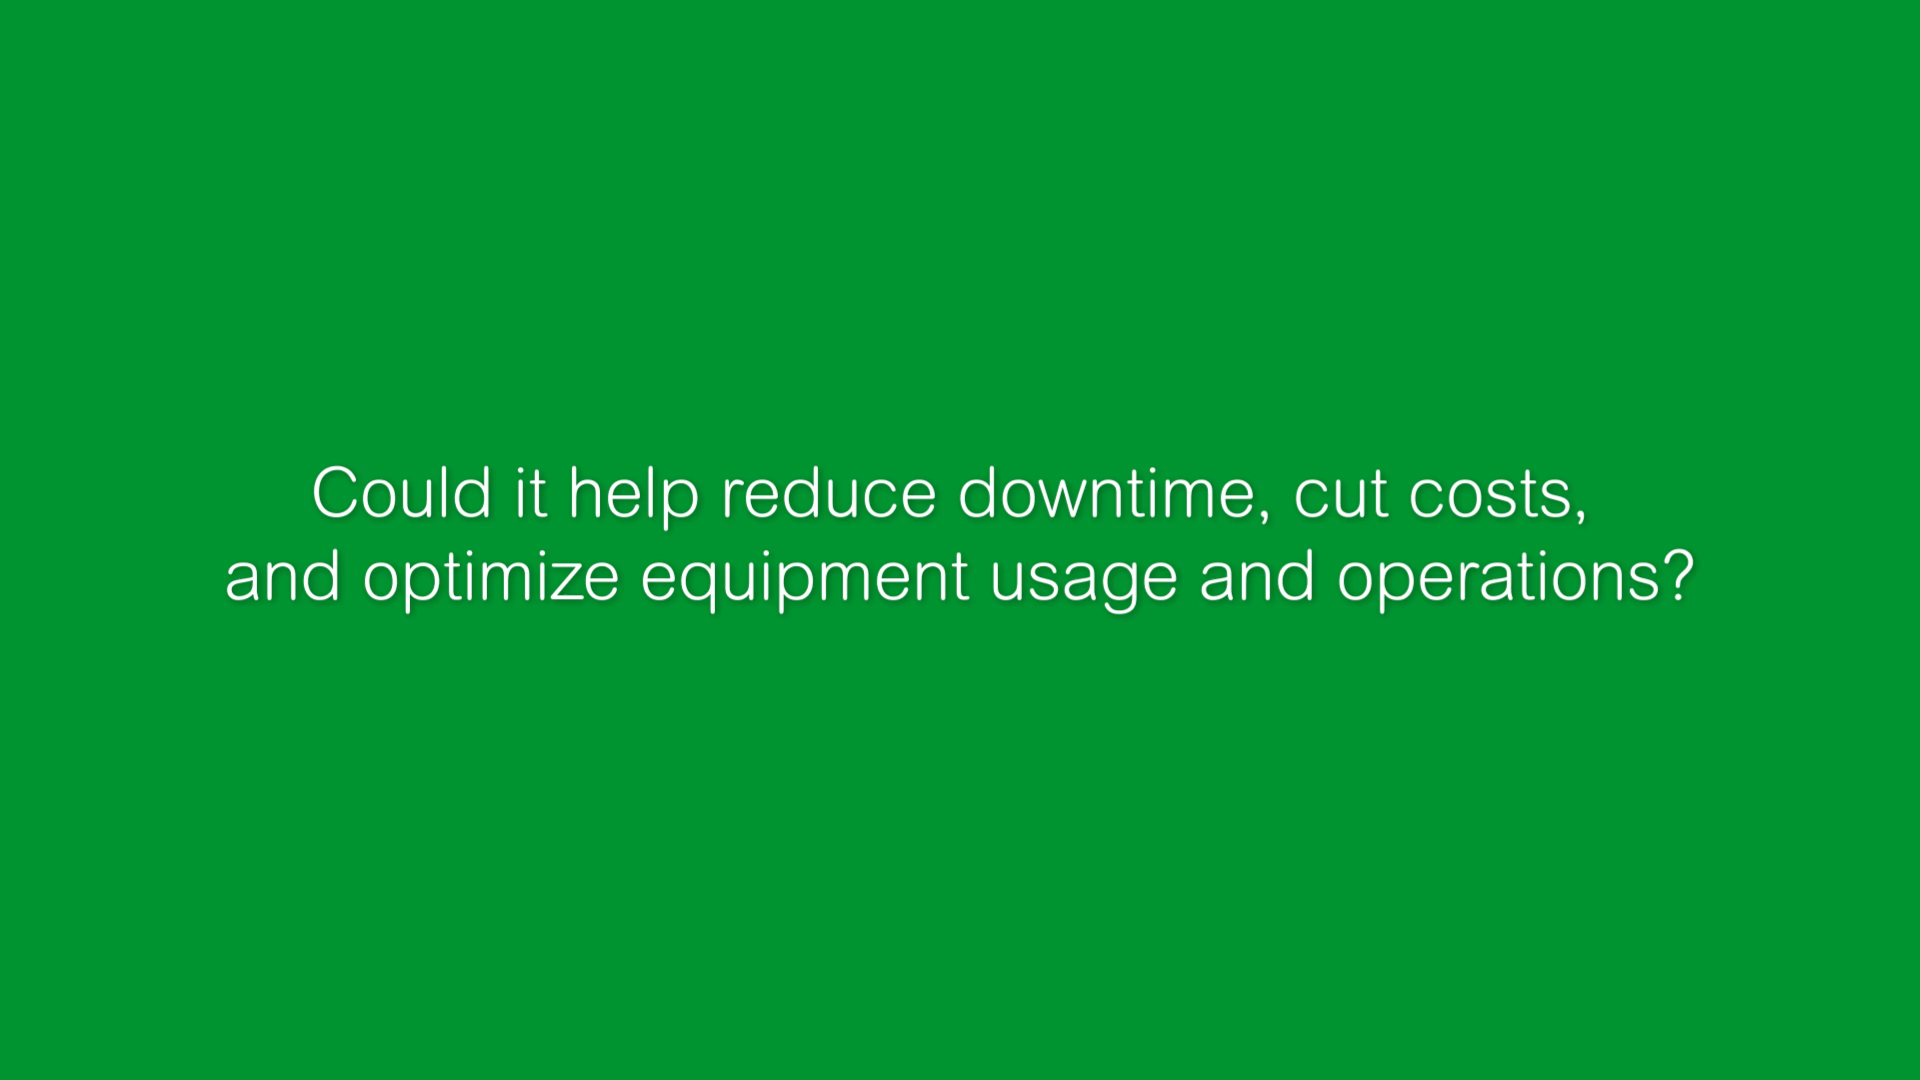 Could it help reduce downtime, cut costs,
and optimize equipment usage and operations?